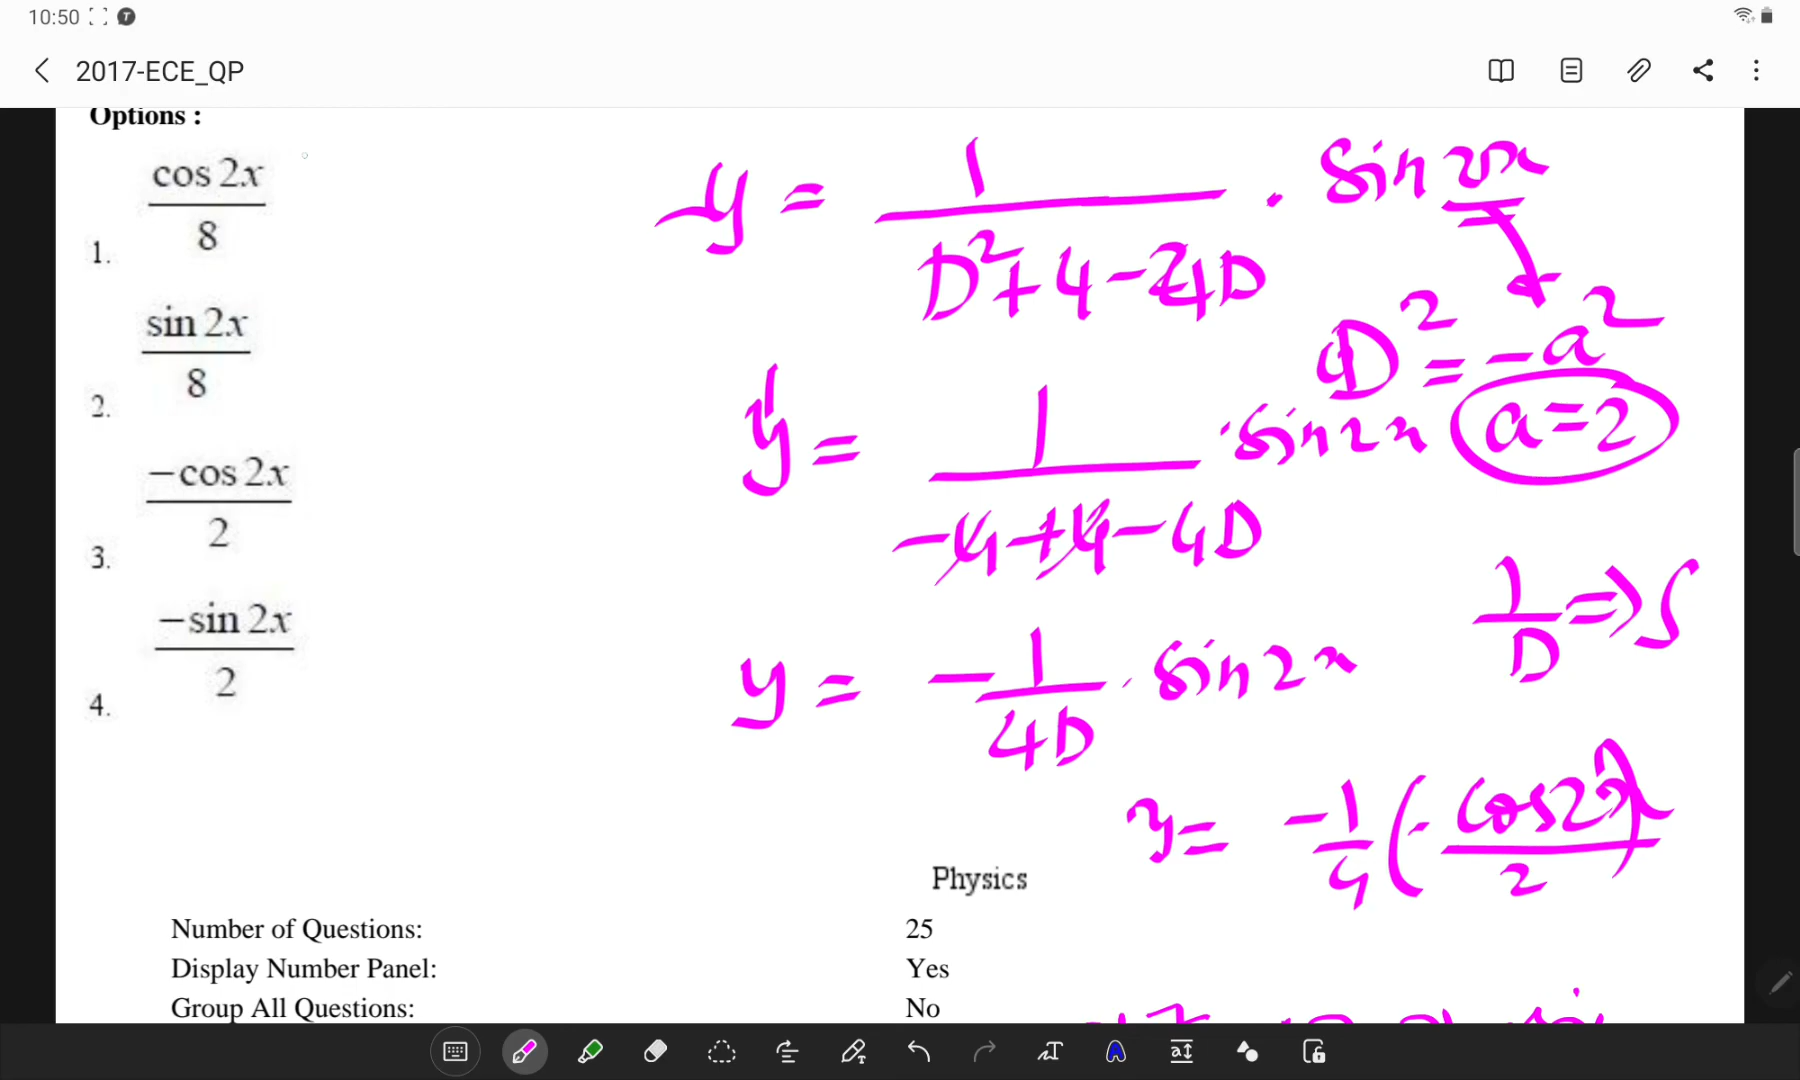 10:50
2017-ECE_QP
Options :
1. cos 2x / 8
2. sin 2x / 8
3. −cos 2x / 2
4. −sin 2x / 2
y = 1 / D²+4-4D . sin 2x
D² = -a²
a=2
y = 1 / -4+4-4D . sin 2x
1/D => ∫
y = -1/4D . sin 2x
y = -1/4 (-cos 2x / 2)
Physics
Number of Questions: 25
Display Number Panel: Yes
Group All Questions: No